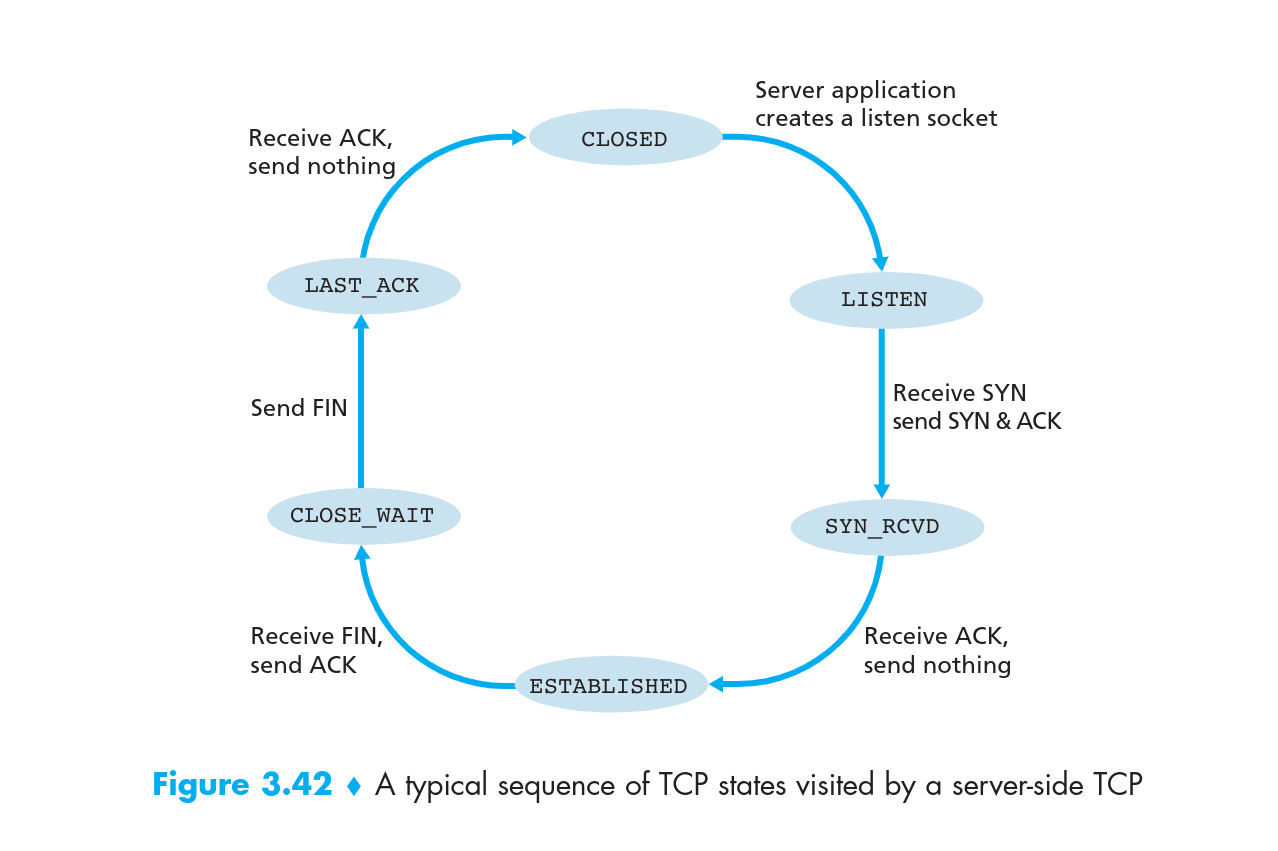 Server application
creates a listen socket
Receive ACK,
send nothing
CLOSED
LAST_ACK
LISTEN
Receive SYN
send SYN & ACK
Send FIN
CLOSE_WAIT
SYN_RCVD
Receive FIN,
send ACK
Receive ACK,
send nothing
ESTABLISHED
Figure 3.42 ♦ A typical sequence of TCP states visited by a server-side TCP